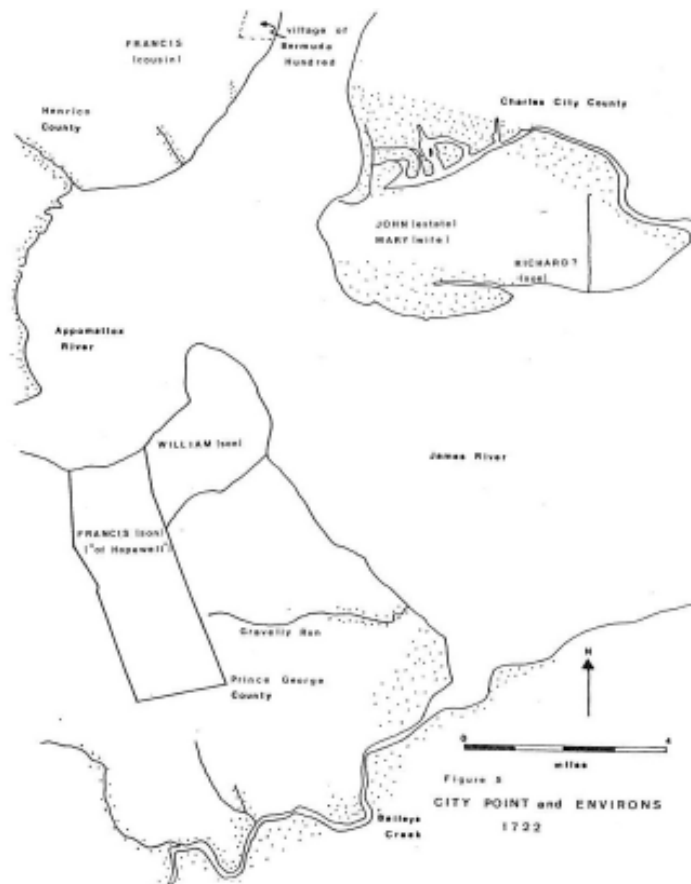 FRANCIS
(cousin)
village of
Bermuda
Hundred
Henrico
County
Charles City County
JOHN (estate)
MARY (wife)
RICHARD ?
(son)
Appomattox
River
WILLIAM (son)
James River
FRANCIS (son)
("of Hopewell")
Gravelly Run
Prince George
County
N
0
4
miles
Figure 5
CITY POINT and ENVIRONS
1722
Baileys
Creek